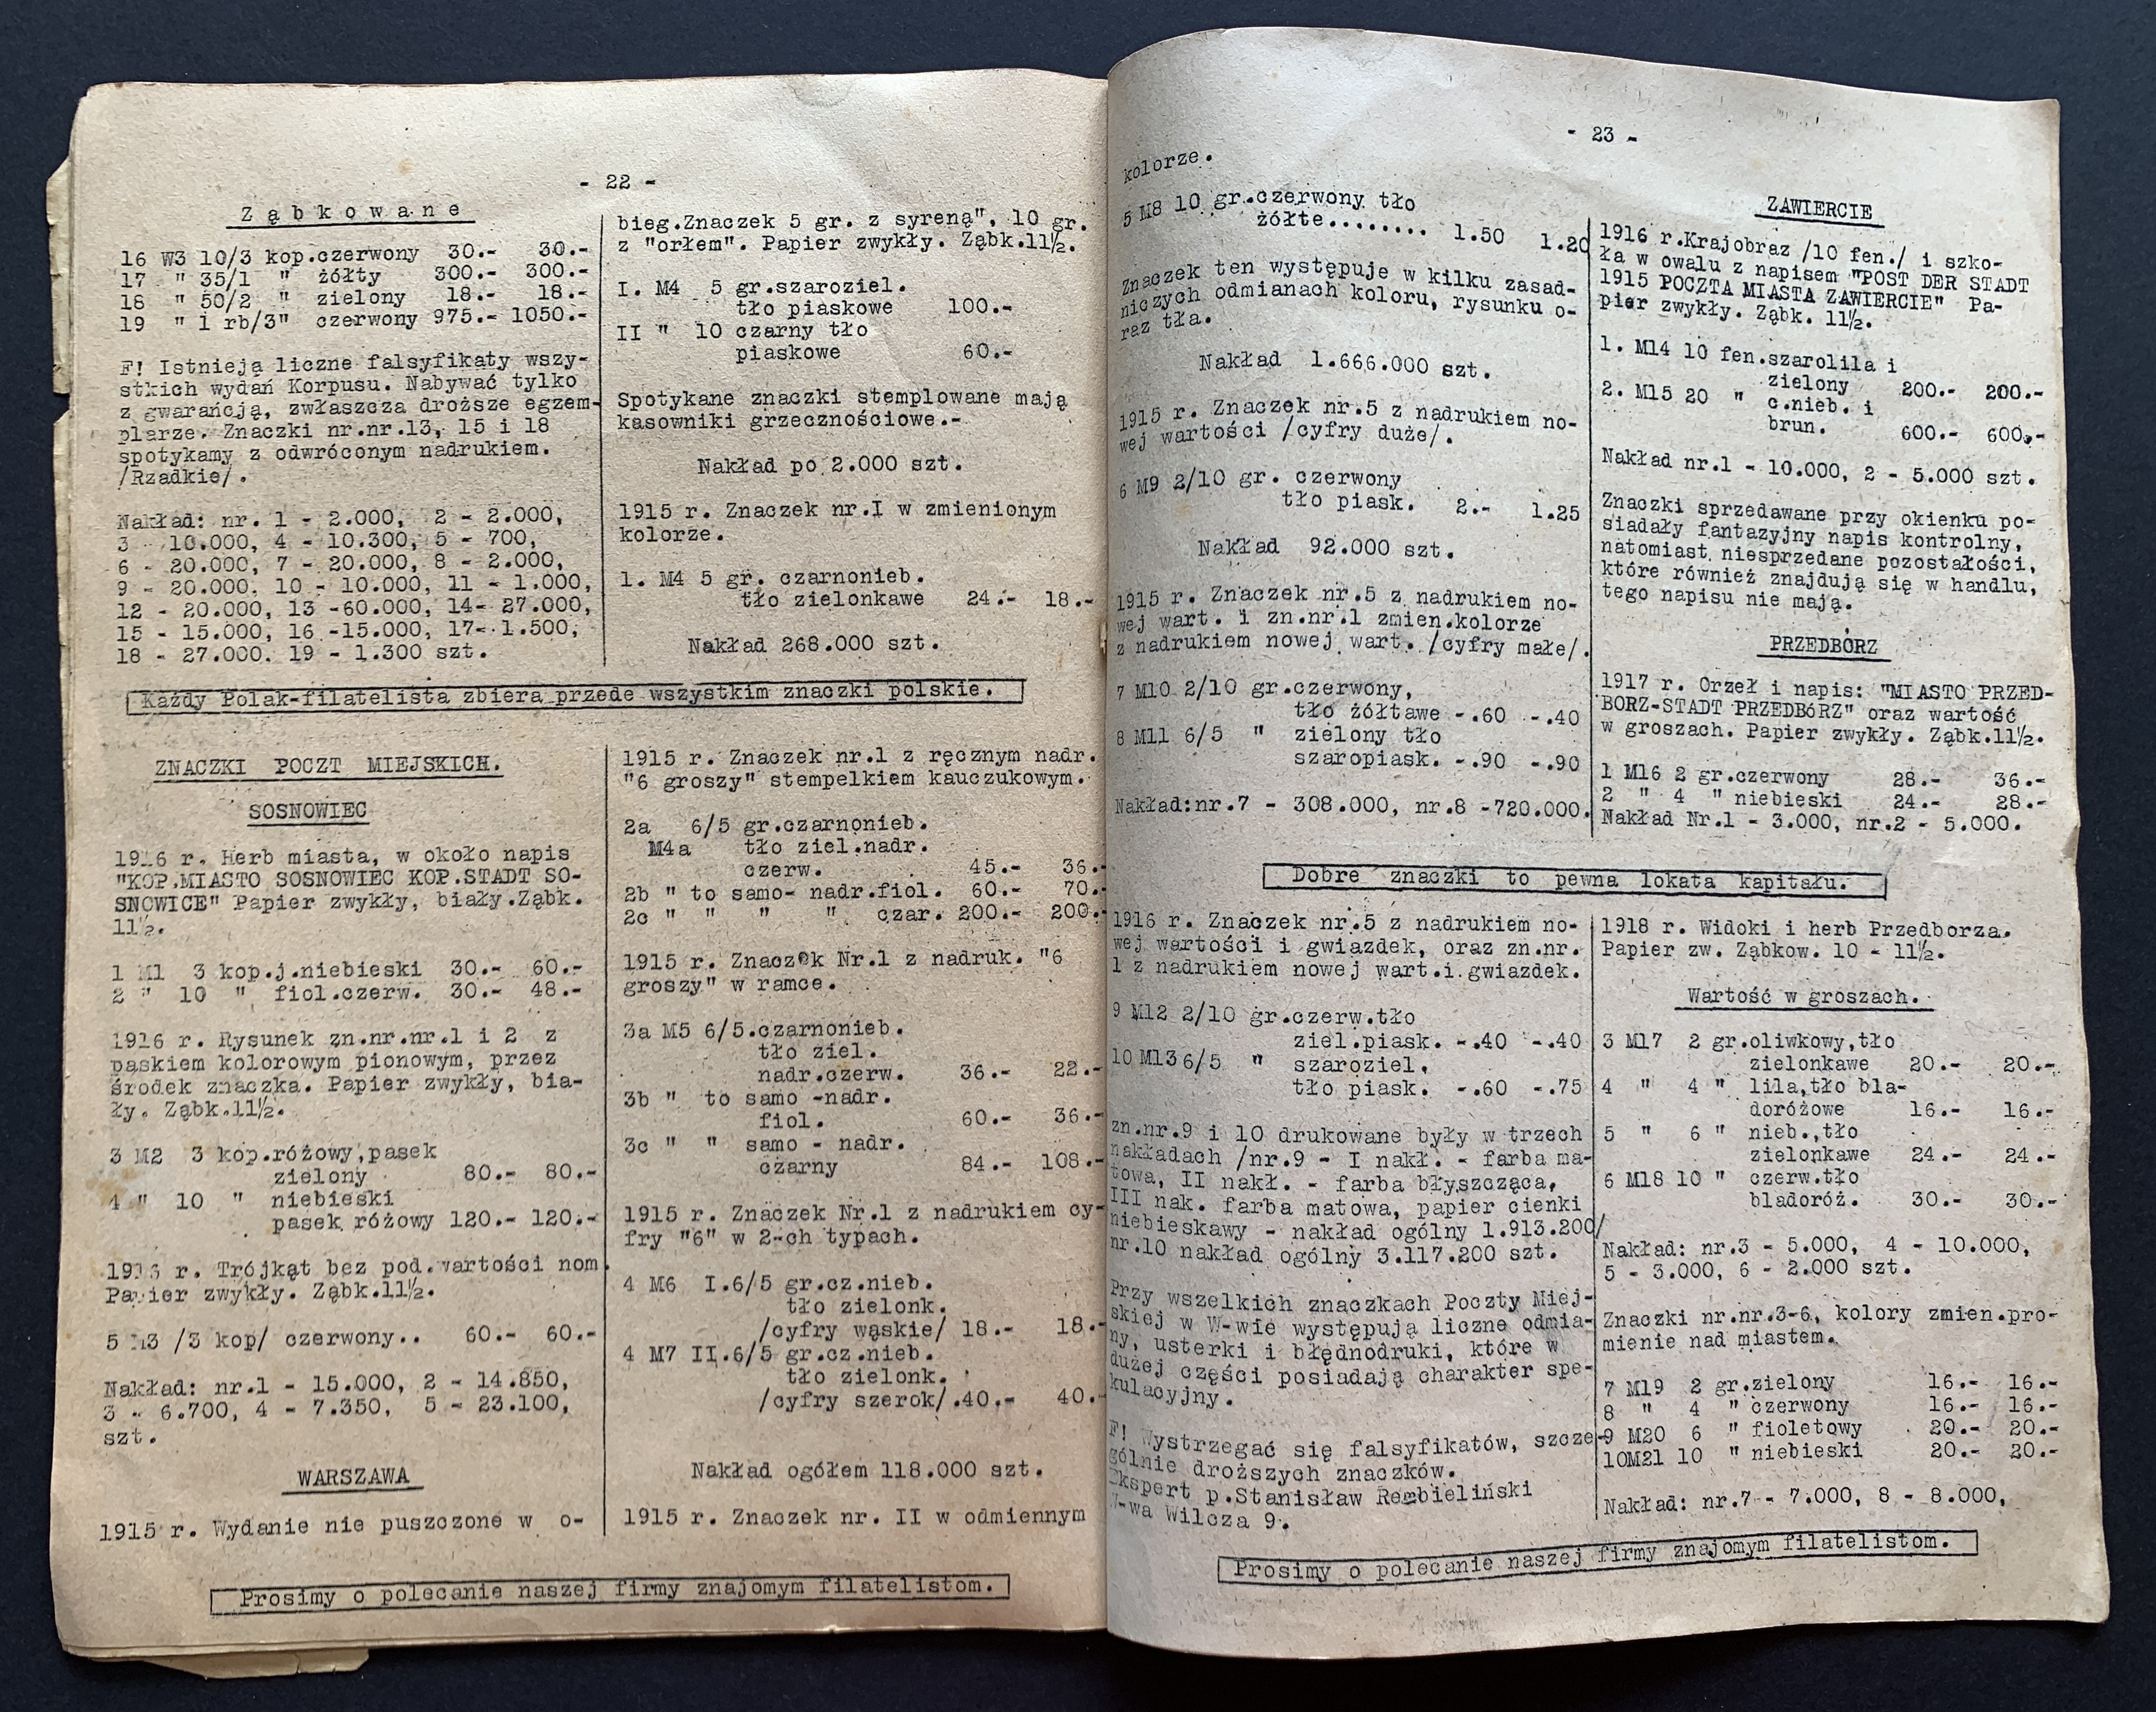 - 22 -
Ząbkowane
16 W3 10/3 kop.czerwony 30.- 30.-
17 " 35/1 " żółty 300.- 300.-
18 " 50/2 " zielony 18.- 18.-
19 " 1 rb/3" czerwony 975.- 1050.-
F! Istnieją liczne falsyfikaty wszy-
stkich wydań Korpusu. Nabywać tylko
z gwarancją, zwłaszcza droższe egzem-
plarze. Znaczki nr.nr.13, 15 i 18
spotykamy z odwróconym nadrukiem.
/Rzadkie/.
Nakład: nr. 1 - 2.000, 2 - 2.000,
3 - 10.000, 4 - 10.300, 5 - 700,
6 - 20.000, 7 - 20.000, 8 - 2.000,
9 - 20.000, 10 - 10.000, 11 - 1.000,
12 - 20.000, 13 -60.000, 14- 27.000,
15 - 15.000, 16 -15.000, 17- 1.500,
18 - 27.000. 19 - 1.300 szt.
bieg.Znaczek 5 gr. z syreną", 10 gr.
z "orłem". Papier zwykły. Ząbk.11½.
I. M4 5 gr.szaroziel.
tło piaskowe 100.-
II " 10 czarny tło
piaskowe 60.-
Spotykane znaczki stemplowane mają
kasowniki grzecznościowe.-
Nakład po 2.000 szt.
1915 r. Znaczek nr.I w zmienionym
kolorze.
1. M4 5 gr. czarnonieb.
tło zielonkawe 24.- 18.-
Nakład 268.000 szt.
Każdy Polak-filatelista zbiera przede wszystkim znaczki polskie.
ZNACZKI POCZT MIEJSKICH.
SOSNOWIEC
1916 r. Herb miasta, w około napis
"KOP.MIASTO SOSNOWIEC KOP.STADT SO-
SNOWICE" Papier zwykły, biały.Ząbk.
11½.
1 M1 3 kop.j.niebieski 30.- 60.-
2 " 10 " fiol.czerw. 30.- 48.-
1916 r. Rysunek zn.nr.nr.1 i 2 z
paskiem kolorowym pionowym, przez
środek znaczka. Papier zwykły, bia-
ły. Ząbk.11½.
3 M2 3 kop.różowy,pasek
zielony 80.- 80.-
4 " 10 " niebieski
pasek różowy 120.- 120.-
1916 r. Trójkąt bez pod.wartości nom.
Papier zwykły. Ząbk.11½.
5 M3 /3 kop/ czerwony.. 60.- 60.-
Nakład: nr.1 - 15.000, 2 - 14.850,
3 - 6.700, 4 - 7.350, 5 - 23.100,
szt.
WARSZAWA
1915 r. Wydanie nie puszczone w o-
1915 r. Znaczek nr.1 z ręcznym nadr.
"6 groszy" stempelkiem kauczukowym.
2a 6/5 gr.czarnonieb.
M4a tło ziel.nadr.
czerw. 45.- 36.-
2b " to samo- nadr.fiol. 60.- 70.-
2c " " " " czar. 200.- 200.-
1915 r. Znaczek Nr.1 z nadruk. "6
groszy" w ramce.
3a M5 6/5.czarnonieb.
tło ziel.
nadr.czerw. 36.- 22.-
3b " to samo -nadr.
fiol. 60.- 36.-
3c " " samo - nadr.
czarny 84.- 108.-
1915 r. Znaczek Nr.1 z nadrukiem cy-
fry "6" w 2-ch typach.
4 M6 I.6/5 gr.cz.nieb.
tło zielonk.
/cyfry wąskie/ 18.- 18.-
4 M7 II.6/5 gr.cz.nieb.
tło zielonk.
/cyfry szerok/.40.- 40.-
Nakład ogółem 118.000 szt.
1915 r. Znaczek nr. II w odmiennym
Prosimy o polecanie naszej firmy znajomym filatelistom.
- 23 -
kolorze.
5 M8 10 gr.czerwony tło
żółte........ 1.50 1.20
Znaczek ten występuje w kilku zasad-
niczych odmianach koloru, rysunku o-
raz tła.
Nakład 1.666.000 szt.
1915 r. Znaczek nr.5 z nadrukiem no-
wej wartości /cyfry duże/.
6 M9 2/10 gr. czerwony
tło piask. 2.- 1.25
Nakład 92.000 szt.
1915 r. Znaczek nr.5 z nadrukiem no-
wej wart. i zn.nr.1 zmien.kolorze
z nadrukiem nowej wart. /cyfry małe/.
7 M10 2/10 gr.czerwony,
tło żółtawe -.60 -.40
8 M11 6/5 " zielony tło
szaropiask. -.90 -.90
Nakład:nr.7 - 308.000, nr.8 -720.000.
ZAWIERCIE
1916 r.Krajobraz /10 fen./ i szko-
ła w owalu z napisem "POST DER STADT
1915 POCZTA MIASTA ZAWIERCIE" Pa-
pier zwykły. Ząbk. 11½.
1. M14 10 fen.szarolila i
zielony 200.- 200.-
2. M15 20 " c.nieb. i
brun. 600.- 600.-
Nakład nr.1 - 10.000, 2 - 5.000 szt.
Znaczki sprzedawane przy okienku po-
siadały fantazyjny napis kontrolny,
natomiast niesprzedane pozostałości,
które również znajdują się w handlu,
tego napisu nie mają.
PRZEDBÓRZ
1917 r. Orzeł i napis: "MIASTO PRZED-
BORZ-STADT PRZEDBÓRZ" oraz wartość
w groszach. Papier zwykły. Ząbk.11½.
1 M16 2 gr.czerwony 28.- 36.-
2 " 4 " niebieski 24.- 28.-
Nakład Nr.1 - 3.000, nr.2 - 5.000.
Dobre znaczki to pewna lokata kapitału.
1916 r. Znaczek nr.5 z nadrukiem no-
wej wartości i gwiazdek, oraz zn.nr.
1 z nadrukiem nowej wart.i.gwiazdek.
9 M12 2/10 gr.czerw.tło
ziel.piask. -.40 -.40
10 M13 6/5 " szaroziel.
tło piask. -.60 -.75
zn.nr.9 i 10 drukowane były w trzech
nakładach /nr.9 - I nakł. - farba ma-
towa, II nakł. - farba błyszcząca,
III nak. farba matowa, papier cienki
niebieskawy - nakład ogólny 1.913.200/
nr.10 nakład ogólny 3.117.200 szt.
Przy wszelkich znaczkach Poczty Miej-
skiej w W-wie występują liczne odmia-
ny, usterki i błędnodruki, które w
dużej części posiadają charakter spe-
kulacyjny.
F! Wystrzegać się falsyfikatów, szcze-
gólnie droższych znaczków.
Ekspert p.Stanisław Rembieliński
W-wa Wilcza 9.
1918 r. Widoki i herb Przedborza.
Papier zw. Ząbkow. 10 - 11½.
Wartość w groszach.
3 M17 2 gr.oliwkowy,tło
zielonkawe 20.- 20.-
4 " 4 " lila,tło bla-
doróżowe 16.- 16.-
5 " 6 " nieb.,tło
zielonkawe 24.- 24.-
6 M18 10 " czerw.tło
bladoróż. 30.- 30.-
Nakład: nr.3 - 5.000, 4 - 10.000,
5 - 3.000, 6 - 2.000 szt.
Znaczki nr.nr.3-6, kolory zmien.pro-
mienie nad miastem.
7 M19 2 gr.zielony 16.- 16.-
8 " 4 " czerwony 16.- 16.-
9 M20 6 " fioletowy 20.- 20.-
10M21 10 " niebieski 20.- 20.-
Nakład: nr.7 - 7.000, 8 - 8.000,
Prosimy o polecanie naszej firmy znajomym filatelistom.